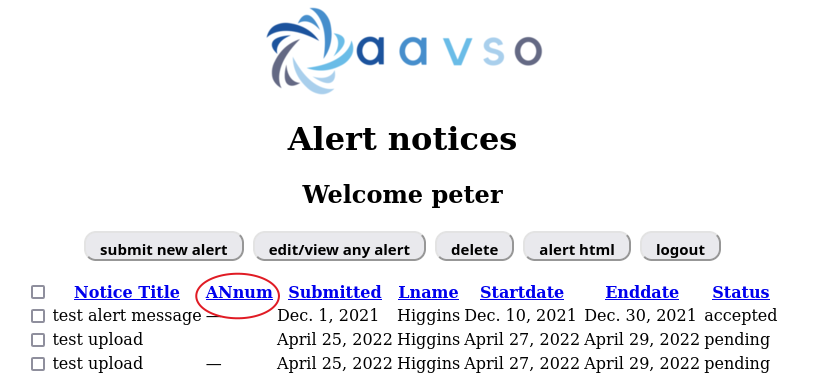 aavso
Alert notices
Welcome peter
submit new alert edit/view any alert delete alert html logout
Notice Title ANnum Submitted Lname Startdate Enddate Status
test alert message — Dec. 1, 2021 Higgins Dec. 10, 2021 Dec. 30, 2021 accepted
test upload April 25, 2022 Higgins April 27, 2022 April 29, 2022 pending
test upload — April 25, 2022 Higgins April 27, 2022 April 29, 2022 pending